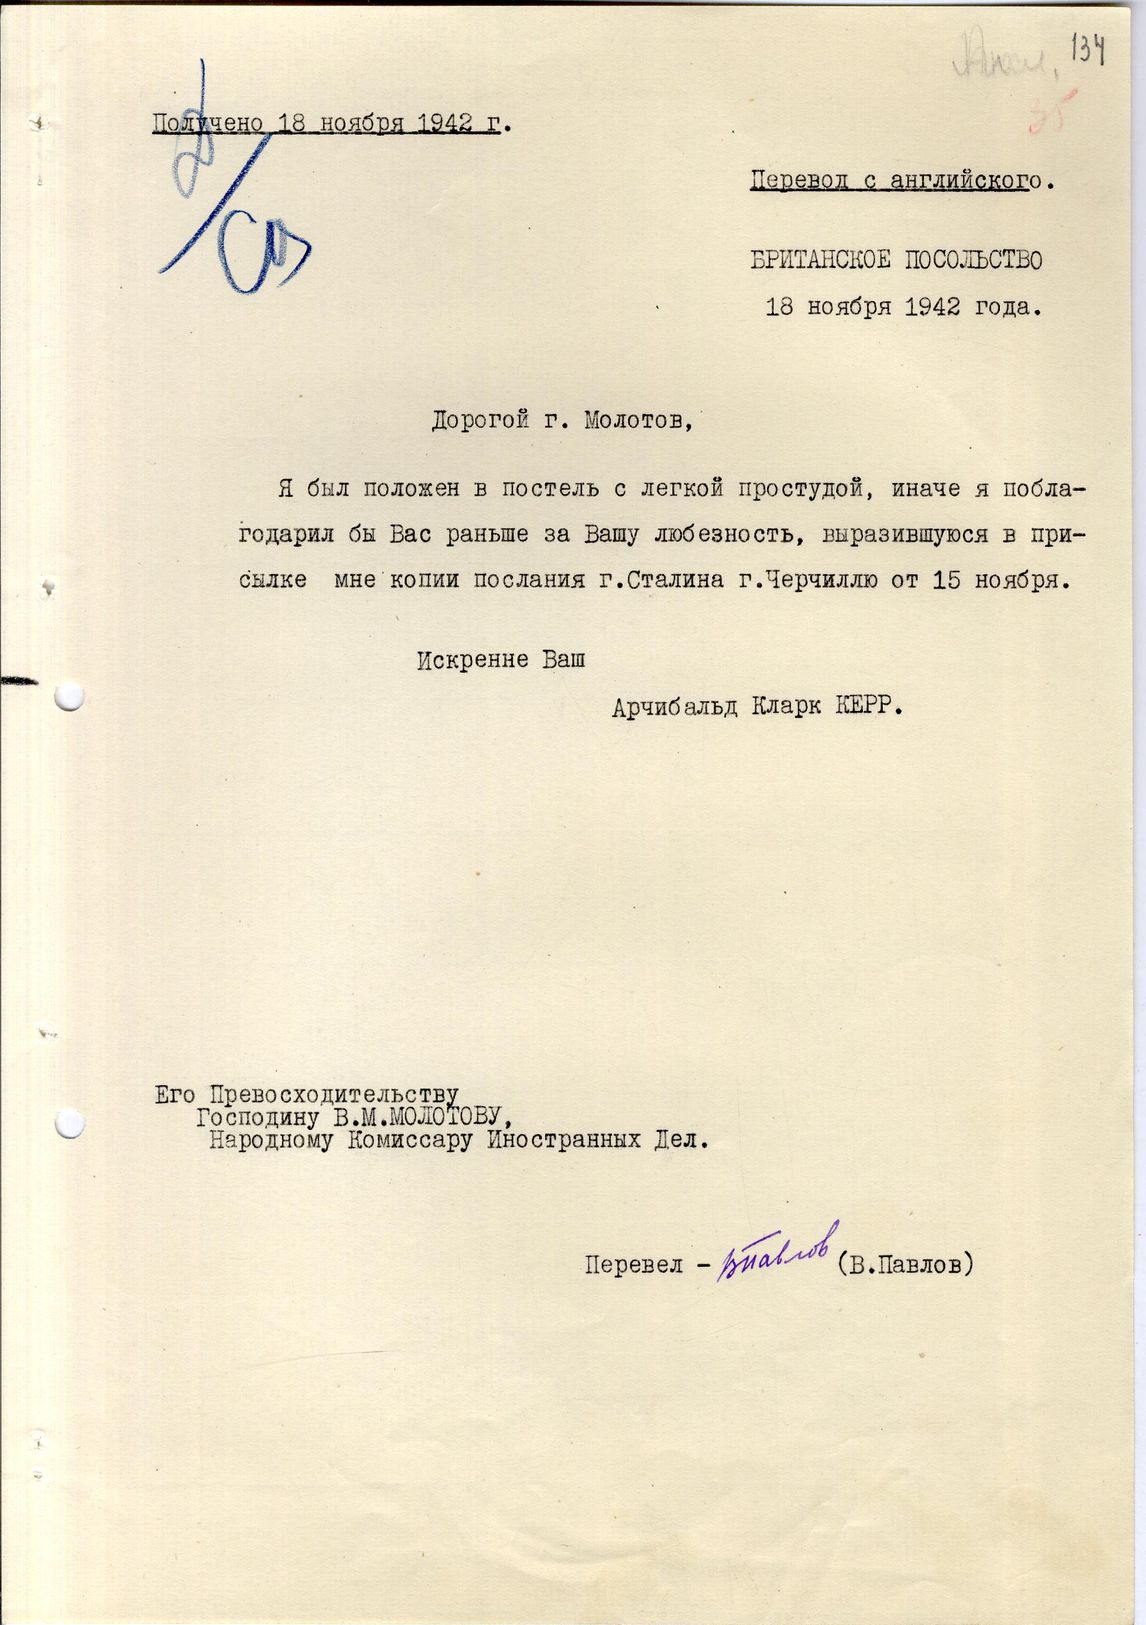 134
35
Получено 18 ноября 1942 г.
Перевод с английского.
БРИТАНСКОЕ ПОСОЛЬСТВО
18 ноября 1942 года.
Дорогой г. Молотов,
Я был положен в постель с легкой простудой, иначе я побла-
годарил бы Вас раньше за Вашу любезность, выразившуюся в при-
сылке мне копии послания г.Сталина г.Черчиллю от 15 ноября.
Искренне Ваш
Арчибальд Кларк КЕРР.
Его Превосходительству
Господину В.М.МОЛОТОВУ,
Народному Комиссару Иностранных Дел.
Перевел - ВПавлов (В.Павлов)